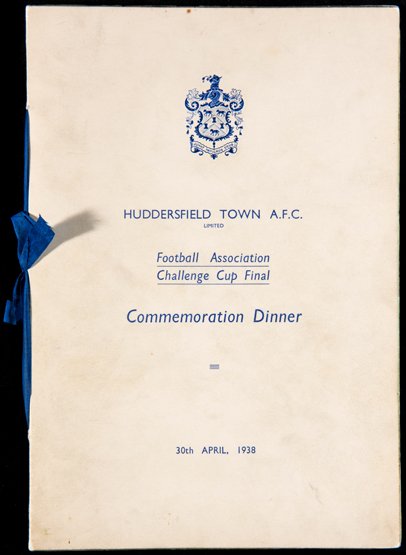 HUDDERSFIELD TOWN A.F.C.
LIMITED
Football Association
Challenge Cup Final
Commemoration Dinner
30th APRIL, 1938